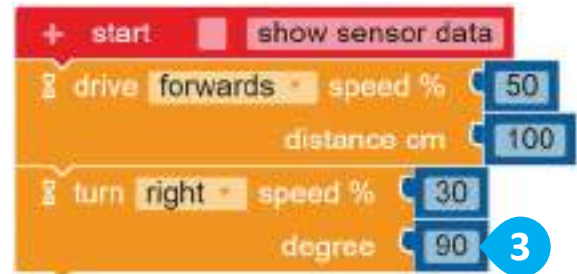 + start show sensor data
drive forwards speed % 50
distance cm 100
turn right speed % 30
degree 90 3